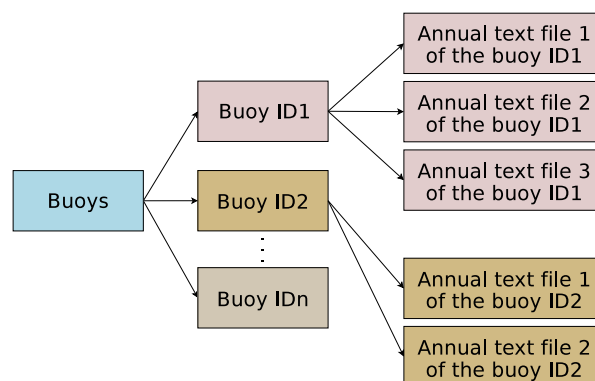 Buoys
Buoy ID1
Buoy ID2
Buoy IDn
Annual text file 1
of the buoy ID1
Annual text file 2
of the buoy ID1
Annual text file 3
of the buoy ID1
Annual text file 1
of the buoy ID2
Annual text file 2
of the buoy ID2